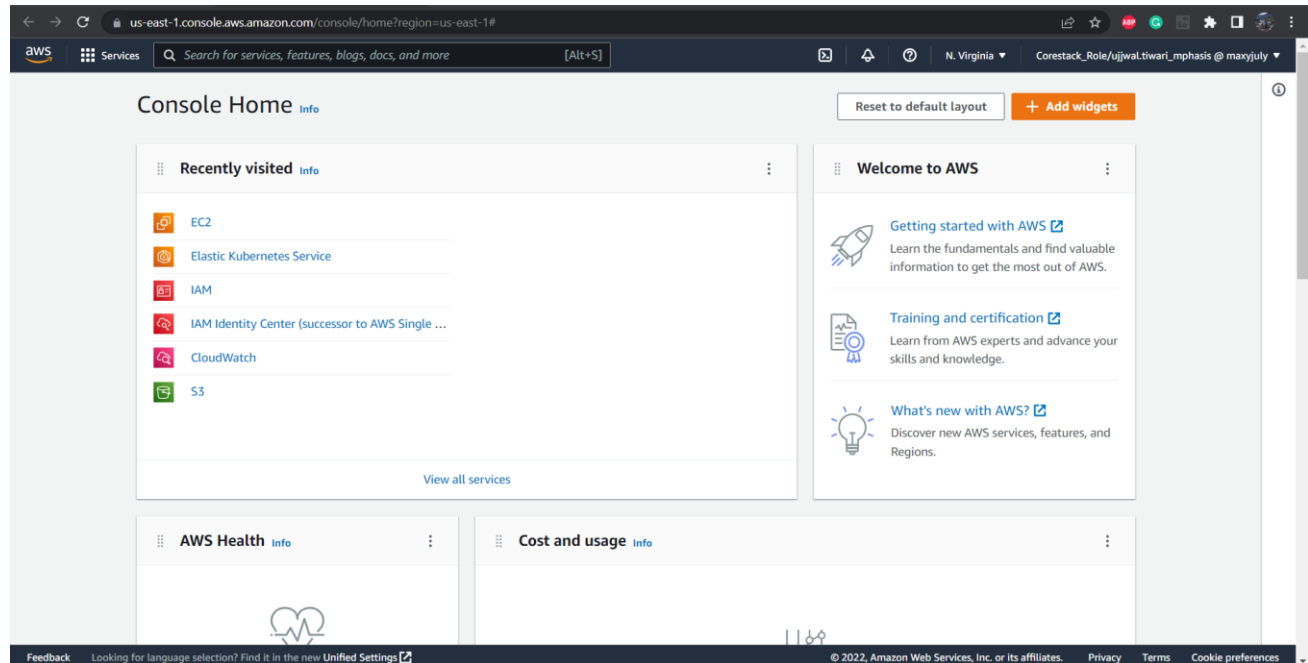 us-east-1.console.aws.amazon.com/console/home?region=us-east-1#
ABP
G
aws
Services
Search for services, features, blogs, docs, and more
[Alt+S]
N. Virginia
Corestack_Role/ujjwal.tiwari_mphasis @ maxyjuly
Console Home Info
Reset to default layout
+ Add widgets
Recently visited Info
EC2
Elastic Kubernetes Service
IAM
IAM Identity Center (successor to AWS Single ...
CloudWatch
S3
View all services
Welcome to AWS
Getting started with AWS
Learn the fundamentals and find valuable
information to get the most out of AWS.
Training and certification
Learn from AWS experts and advance your
skills and knowledge.
What's new with AWS?
Discover new AWS services, features, and
Regions.
AWS Health Info
Cost and usage Info
Feedback
Looking for language selection? Find it in the new Unified Settings
© 2022, Amazon Web Services, Inc. or its affiliates.
Privacy
Terms
Cookie preferences